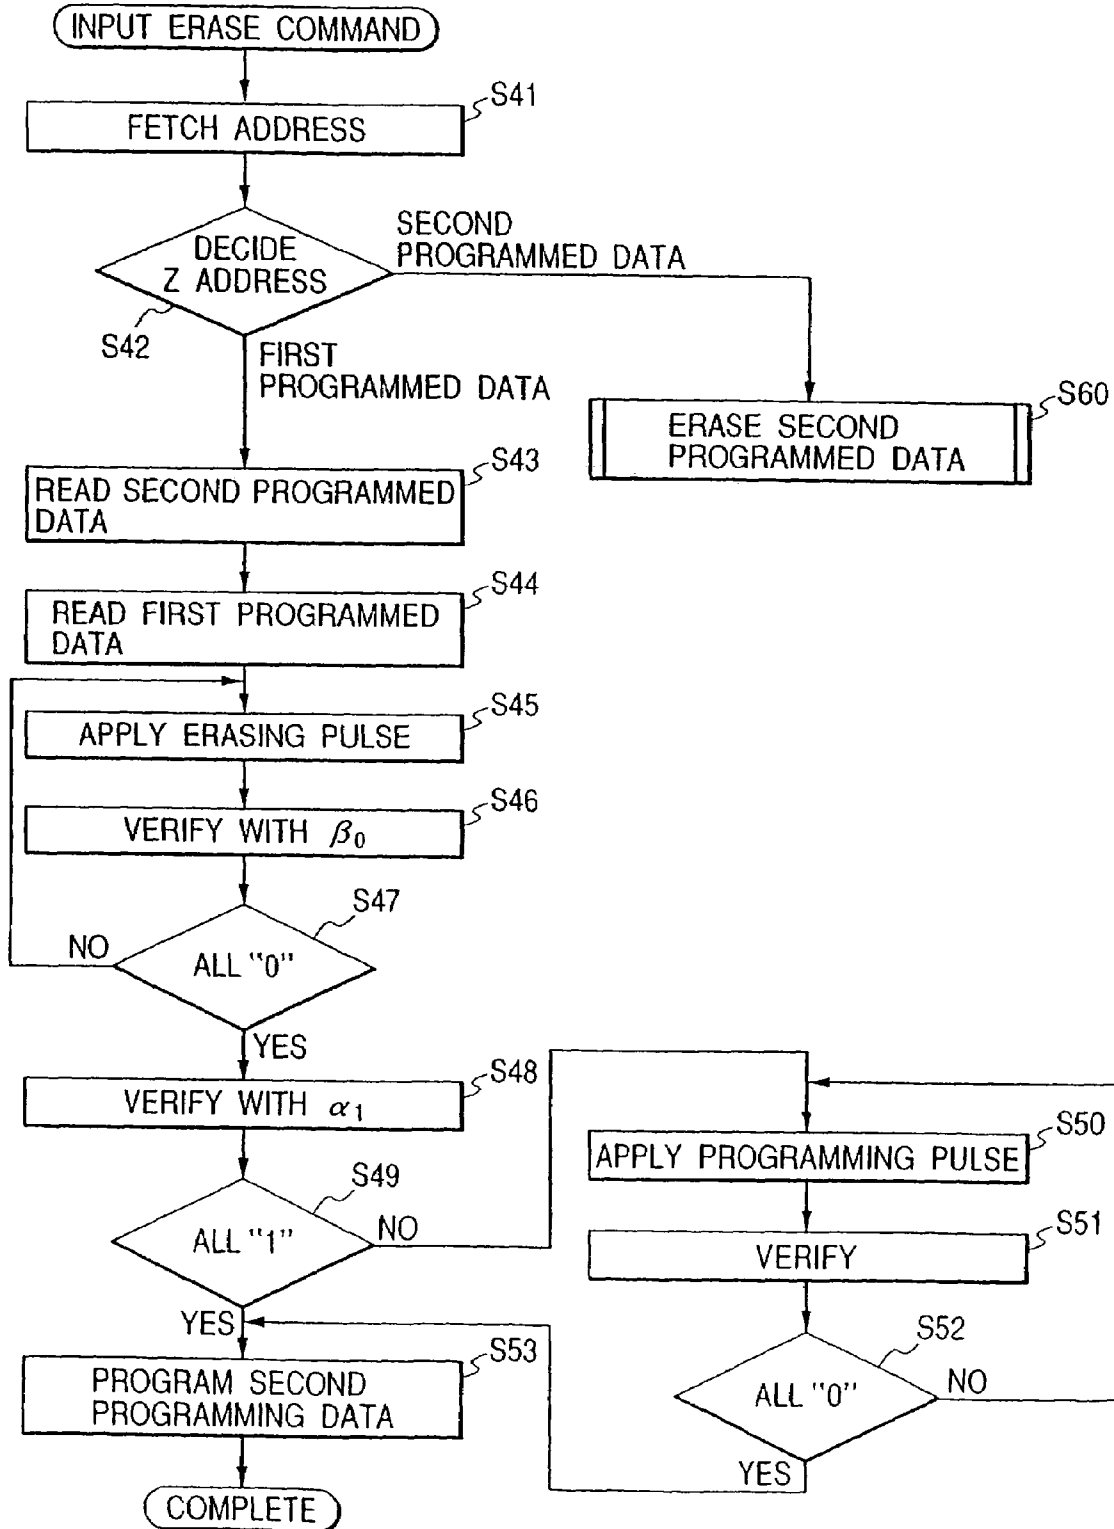 INPUT ERASE COMMAND
S41
FETCH ADDRESS
SECOND
PROGRAMMED DATA
DECIDE
Z ADDRESS
S42
FIRST
PROGRAMMED DATA
S60
ERASE SECOND
PROGRAMMED DATA
S43
READ SECOND PROGRAMMED
DATA
S44
READ FIRST PROGRAMMED
DATA
S45
APPLY ERASING PULSE
S46
VERIFY WITH β0
S47
NO
ALL "0"
YES
S48
VERIFY WITH α1
S49
ALL "1"
NO
YES
S50
APPLY PROGRAMMING PULSE
S51
VERIFY
S52
ALL "0"
NO
YES
S53
PROGRAM SECOND
PROGRAMMING DATA
COMPLETE